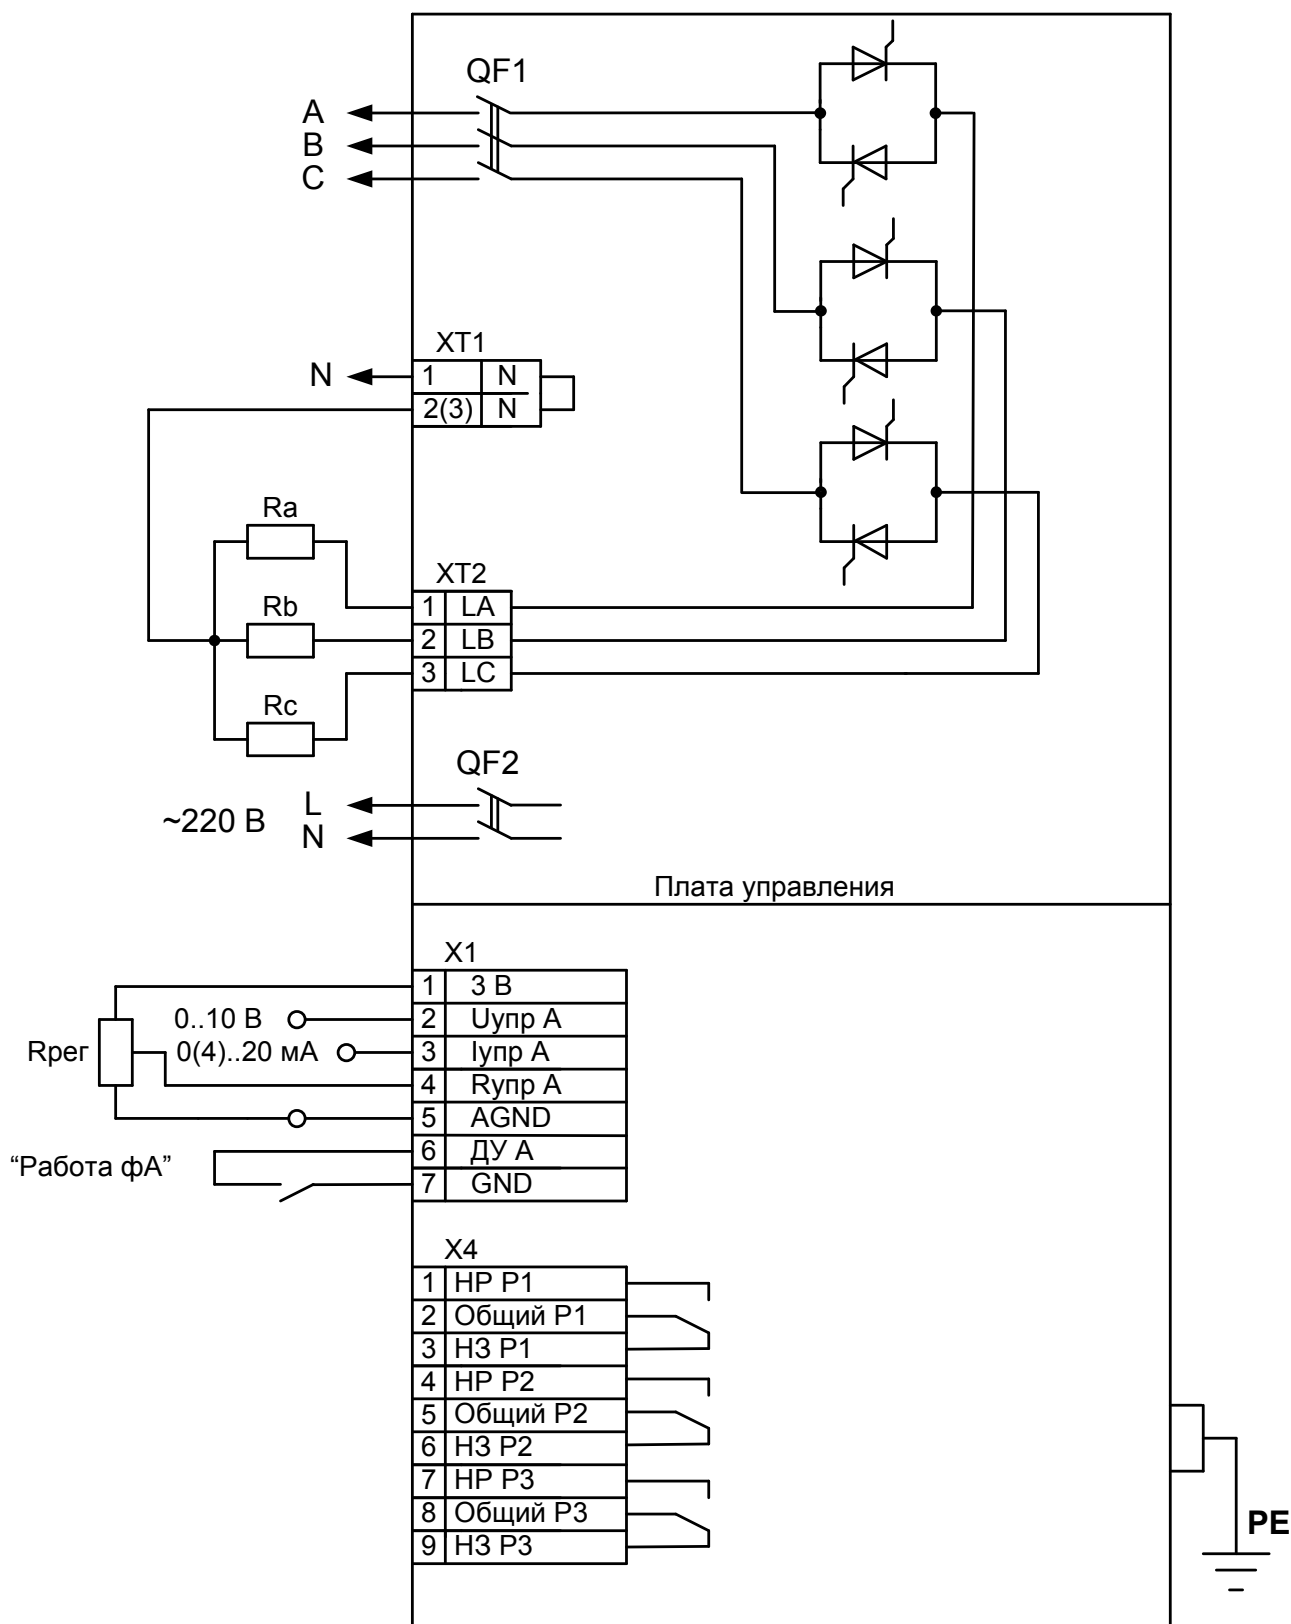 QF1
A
B
C
XT1
N
1 N
2(3) N
Ra
XT2
Rb
1 LA
2 LB
3 LC
Rc
QF2
~220 В
L
N
Плата управления
X1
1 3 В
0..10 В
2 Uупр А
Rрег
0(4)..20 мА
3 Iупр А
4 Rупр А
5 AGND
6 ДУ А
“Работа фА”
7 GND
X4
1 НР Р1
2 Общий Р1
3 НЗ Р1
4 НР Р2
5 Общий Р2
6 НЗ Р2
7 НР Р3
8 Общий Р3
9 НЗ Р3
PE